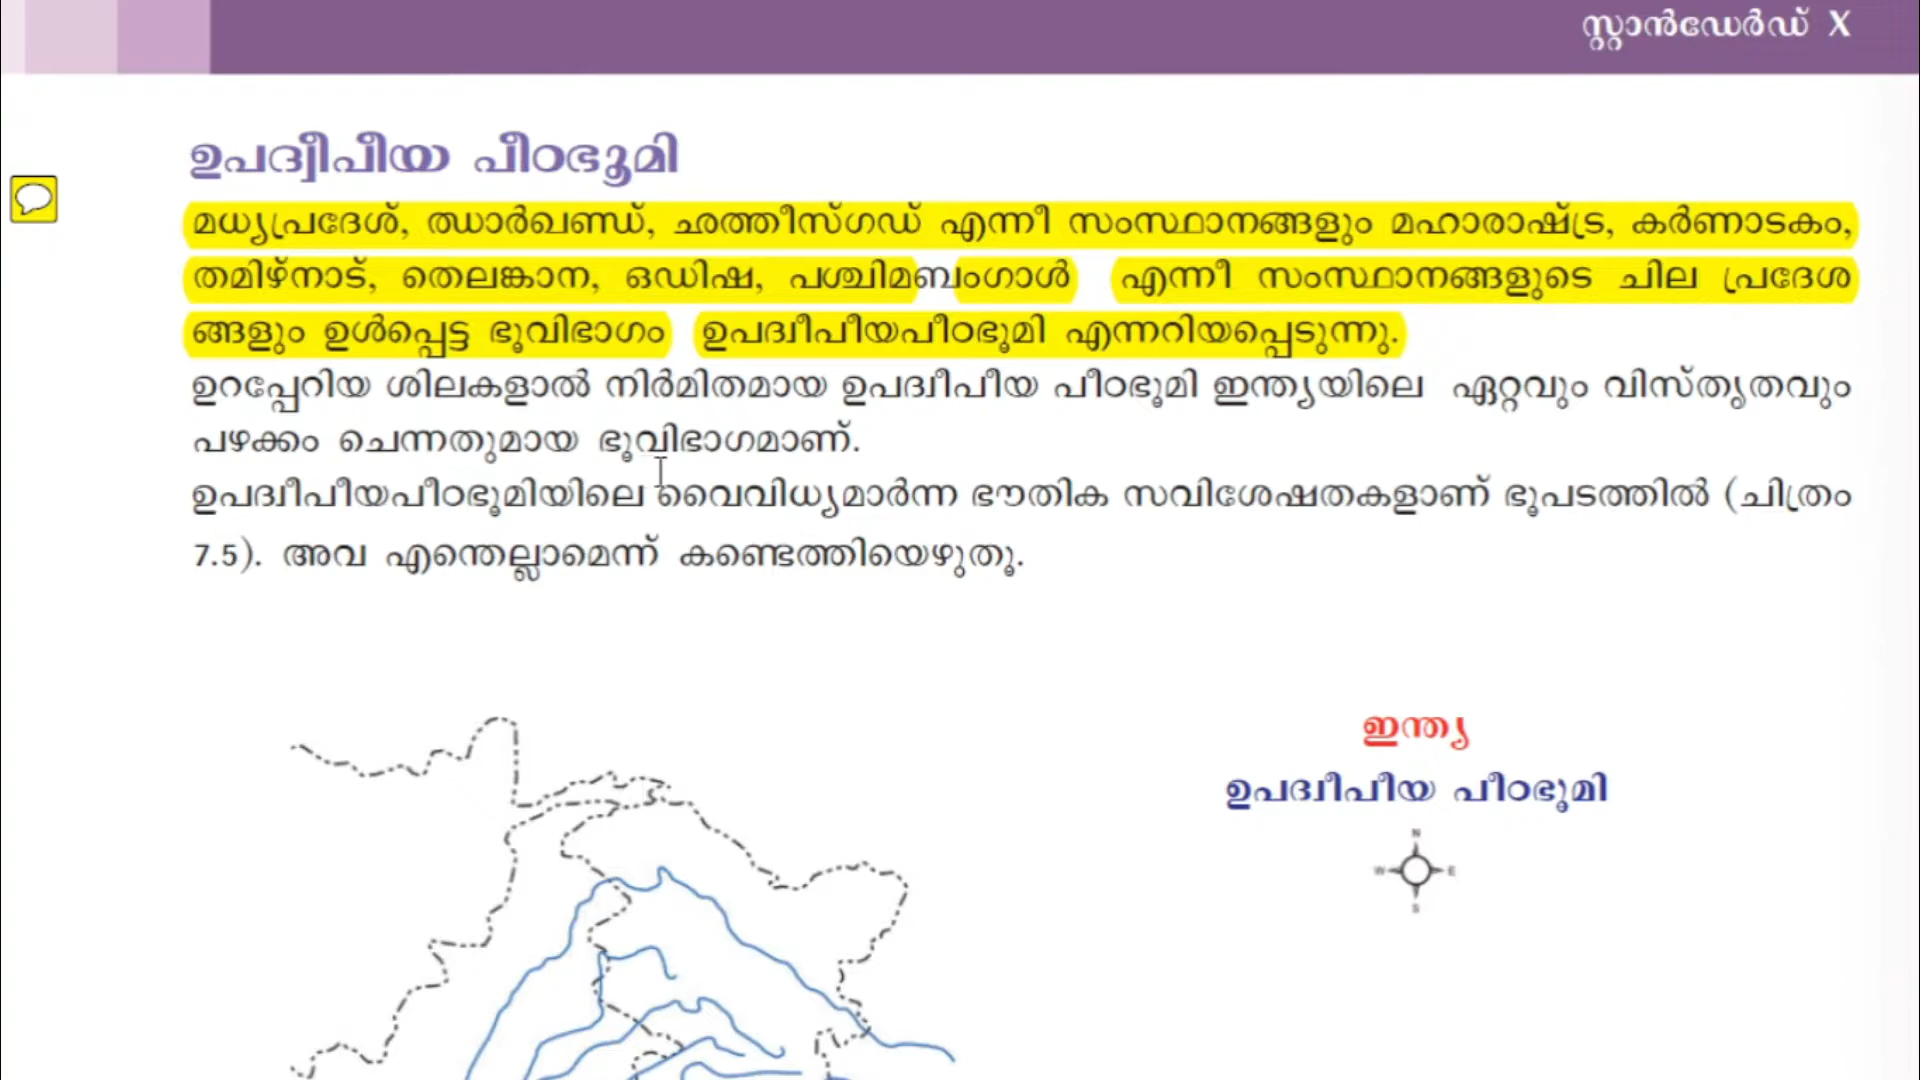 സ്റ്റാൻഡേർഡ് X
ഉപദ്വീപീയ പീഠഭൂമി
മധ്യപ്രദേശ്, ഝാർഖണ്ഡ്, ഛത്തീസ്ഗഡ് എന്നീ സംസ്ഥാനങ്ങളും മഹാരാഷ്ട്ര, കർണാടകം,
തമിഴ്നാട്, തെലങ്കാന, ഒഡിഷ, പശ്ചിമബംഗാൾ എന്നീ സംസ്ഥാനങ്ങളുടെ ചില പ്രദേശ
ങ്ങളും ഉൾപ്പെട്ട ഭൂവിഭാഗം ഉപദ്വീപീയപീഠഭൂമി എന്നറിയപ്പെടുന്നു.
ഉറപ്പേറിയ ശിലകളാൽ നിർമിതമായ ഉപദ്വീപീയ പീഠഭൂമി ഇന്ത്യയിലെ ഏറ്റവും വിസ്തൃതവും
പഴക്കം ചെന്നതുമായ ഭൂവിഭാഗമാണ്.
ഉപദ്വീപീയപീഠഭൂമിയിലെ വൈവിധ്യമാർന്ന ഭൗതിക സവിശേഷതകളാണ് ഭൂപടത്തിൽ (ചിത്രം
7.5). അവ എന്തെല്ലാമെന്ന് കണ്ടെത്തിയെഴുതൂ.
ഇന്ത്യ
ഉപദ്വീപീയ പീഠഭൂമി
N
W E
S